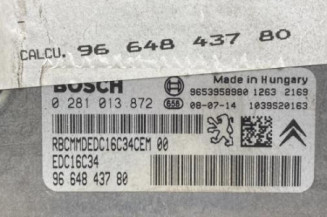 CALCU. 96 648 437 80
BOSCH
Made in Hungary
9653958980 1263 2169
0 281 013 872 656 08-07-14 1039S20163
RBCMMDEDC16C34CEM 00
EDC16C34
96 648 437 80